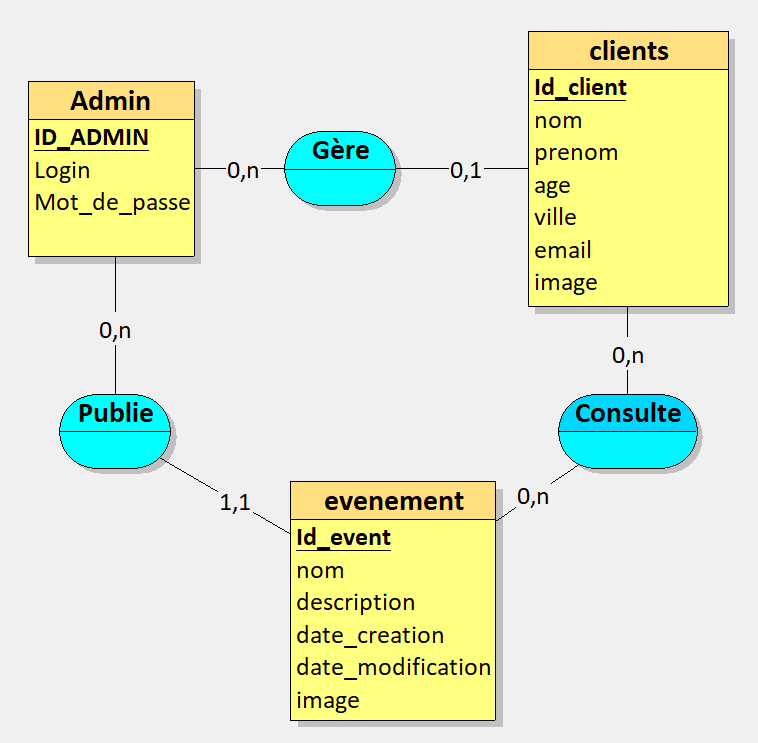 Admin
ID_ADMIN
Login
Mot_de_passe
0,n
Gère
0,1
clients
Id_client
nom
prenom
age
ville
email
image
0,n
Publie
1,1
0,n
Consulte
0,n
evenement
Id_event
nom
description
date_creation
date_modification
image